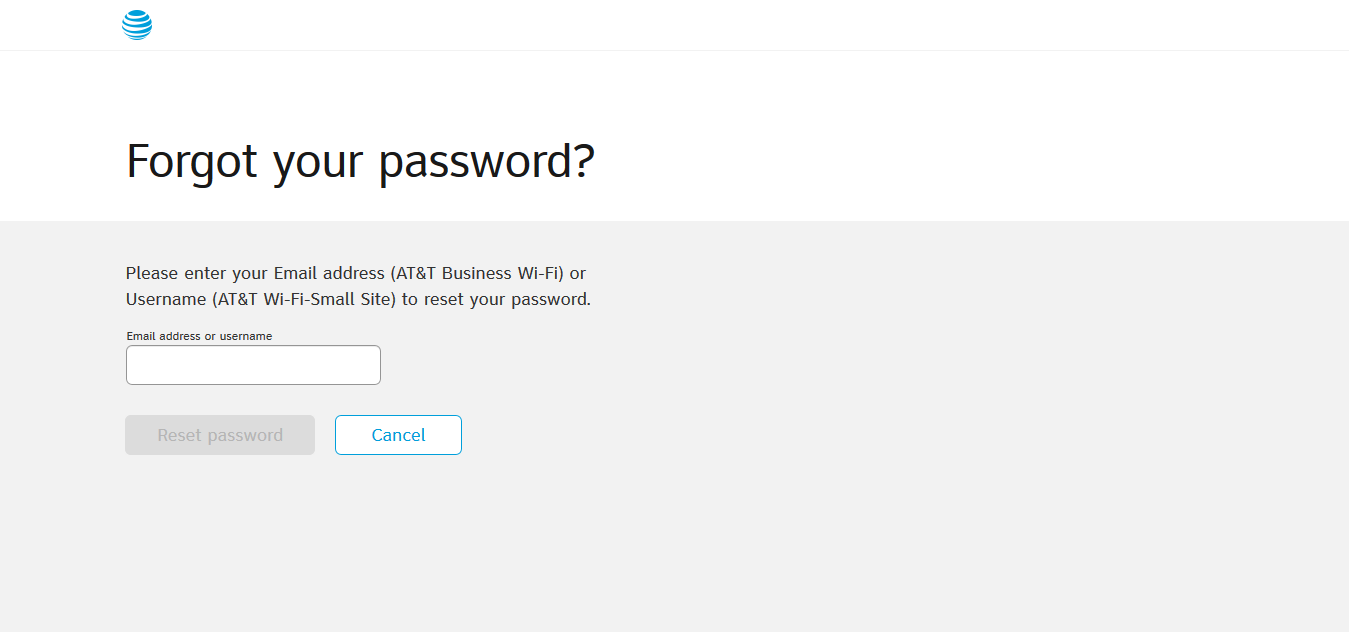 Forgot your password?
Please enter your Email address (AT&T Business Wi-Fi) or
Username (AT&T Wi-Fi-Small Site) to reset your password.
Email address or username
Reset password
Cancel